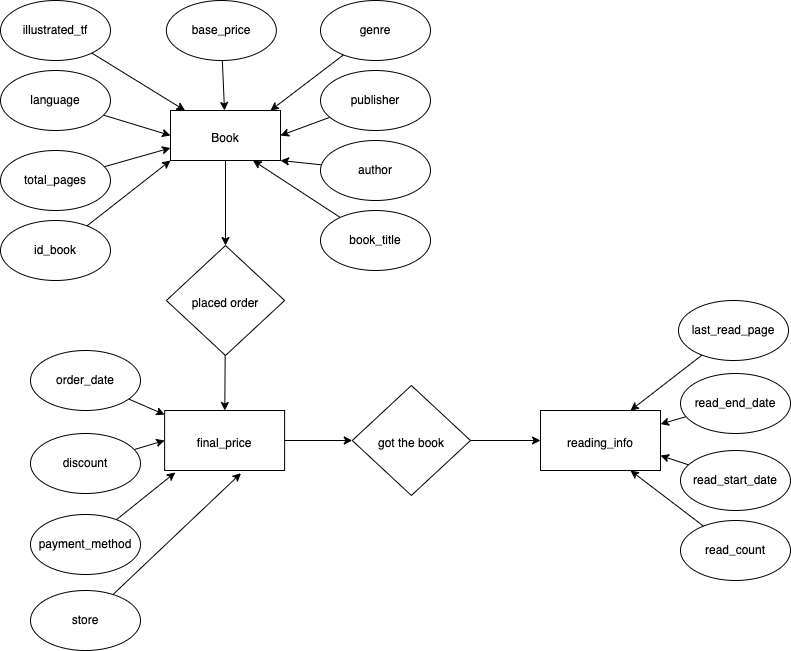 illustrated_tf
base_price
genre
language
publisher
Book
total_pages
author
id_book
book_title
placed order
last_read_page
order_date
read_end_date
final_price
got the book
reading_info
discount
read_start_date
payment_method
read_count
store